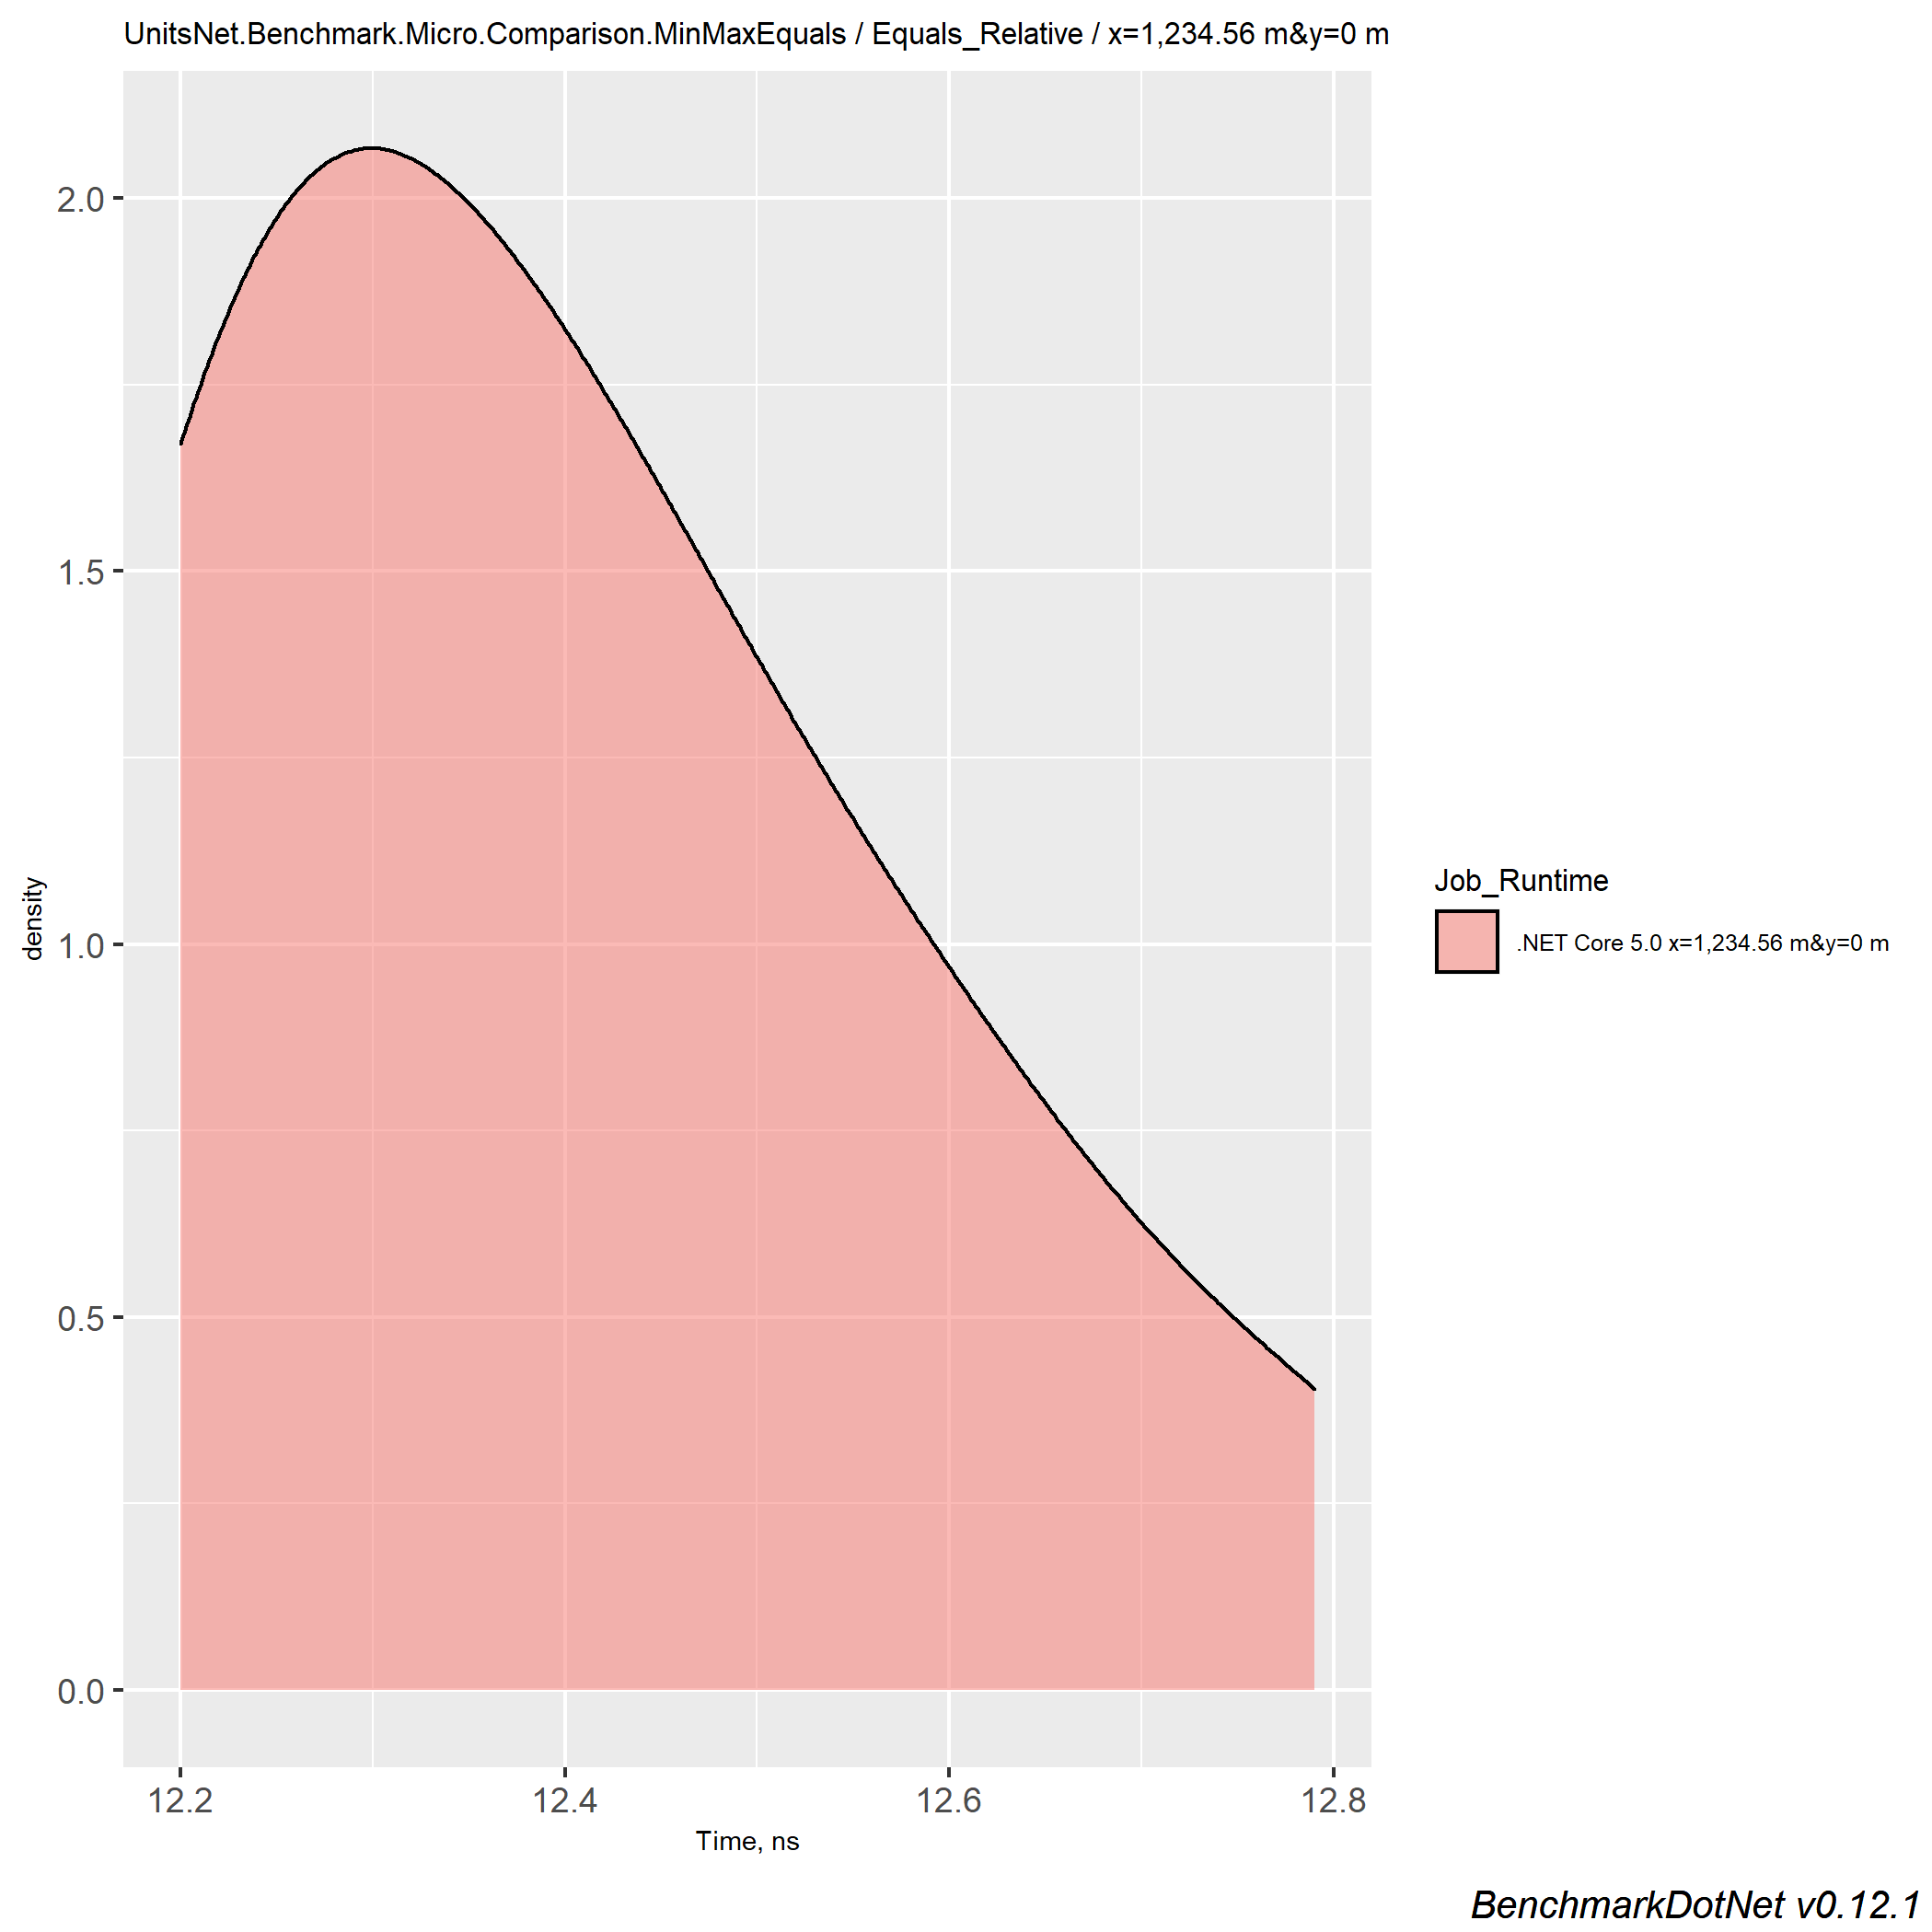 UnitsNet.Benchmark.Micro.Comparison.MinMaxEquals / Equals_Relative / x=1,234.56 m&y=0 m
2.0
1.5
1.0
0.5
0.0
density
12.2 12.4 12.6 12.8
Time, ns
Job_Runtime
.NET Core 5.0 x=1,234.56 m&y=0 m
BenchmarkDotNet v0.12.1